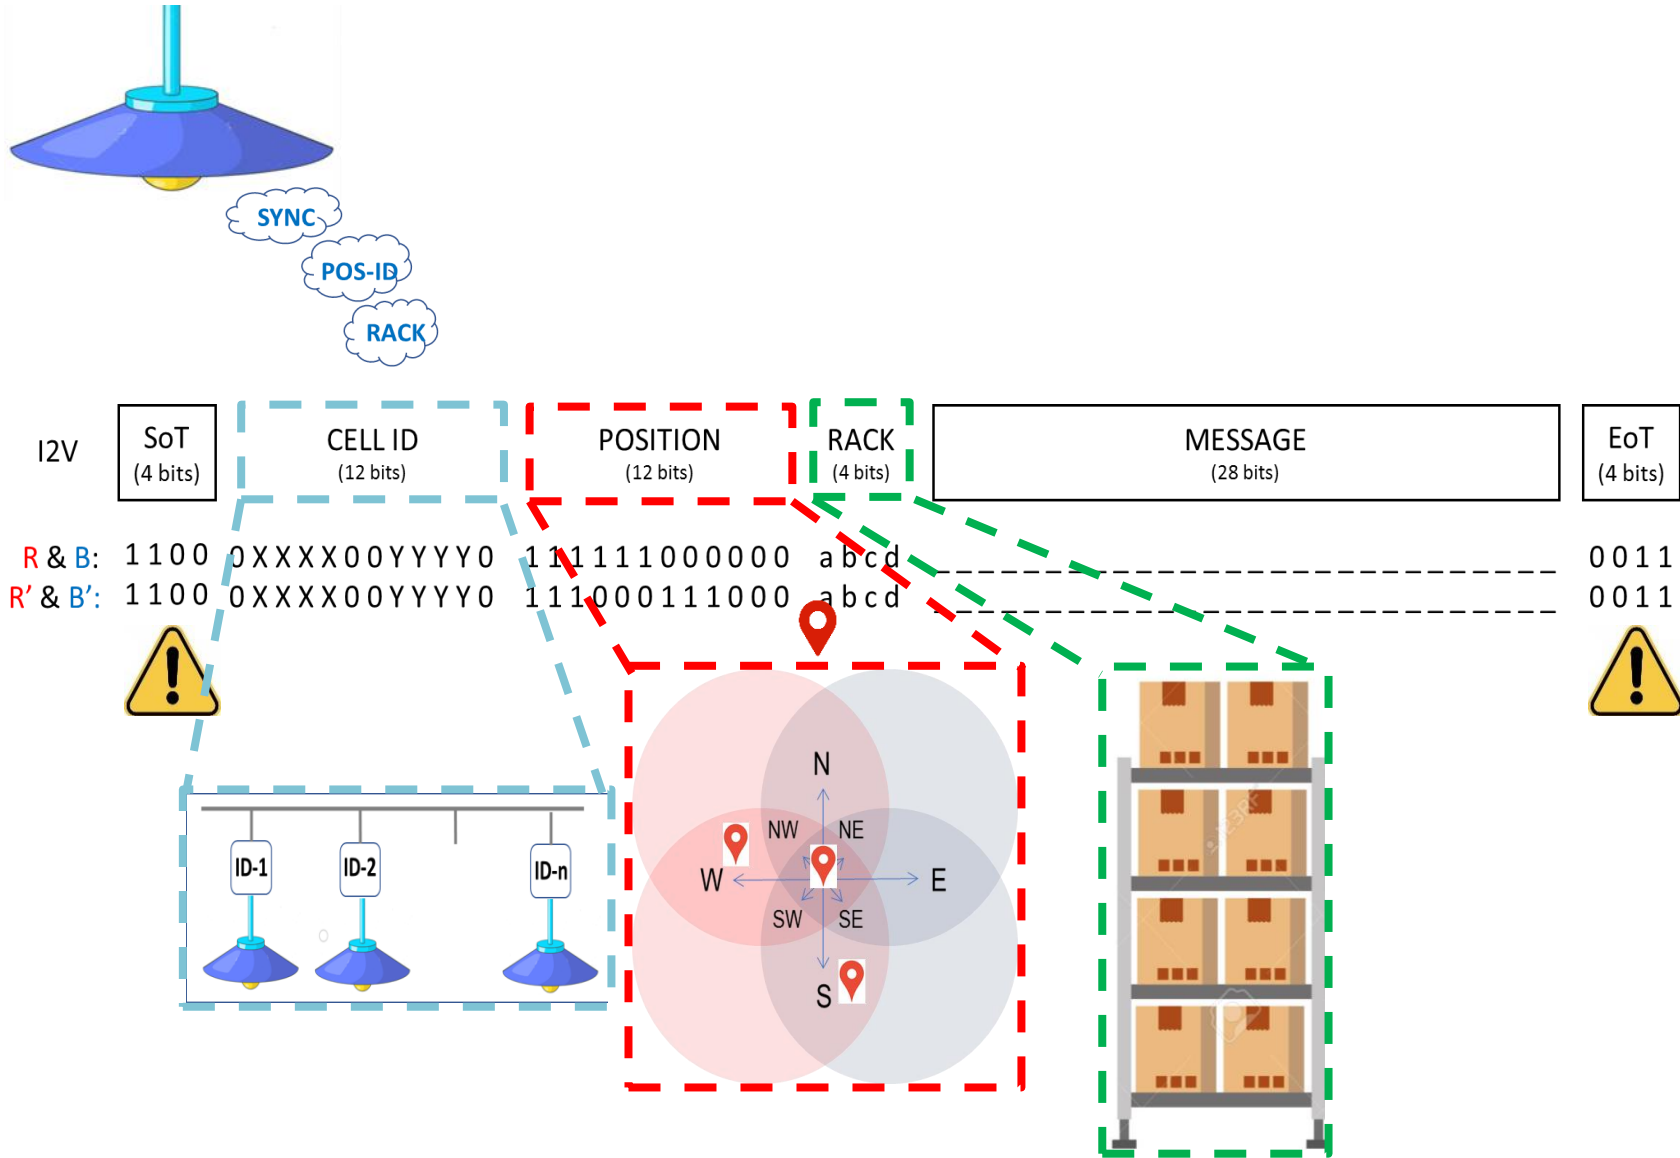 SYNC
POS-ID
RACK
I2V
SoT
(4 bits)
CELL ID
(12 bits)
POSITION
(12 bits)
RACK
(4 bits)
MESSAGE
(28 bits)
EoT
(4 bits)
R & B: 1 1 0 0 0 X X X X 0 0 Y Y Y Y 0 1 1 1 1 1 1 0 0 0 0 0 0 a b c d _ _ _ _ _ _ _ _ _ _ _ _ _ _ _ _ _ _ _ _ _ _ _ _ _ _ _ _ 0 0 1 1
R’ & B’: 1 1 0 0 0 X X X X 0 0 Y Y Y Y 0 1 1 1 0 0 0 1 1 1 0 0 0 a b c d _ _ _ _ _ _ _ _ _ _ _ _ _ _ _ _ _ _ _ _ _ _ _ _ _ _ _ _ 0 0 1 1
N
NW NE
W E
SW SE
S
ID-1 ID-2 ID-n
123RF